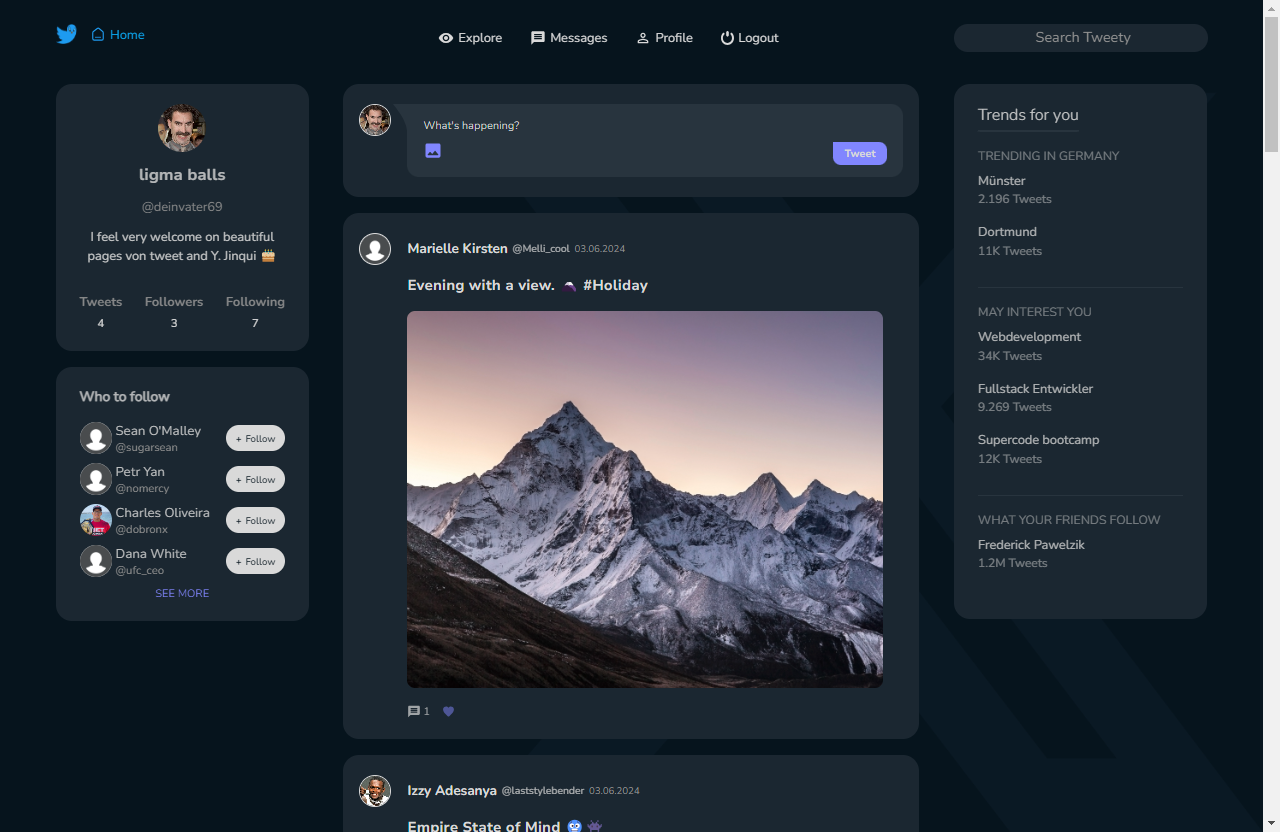 Home
Explore
Messages
Profile
Logout
Search Tweety
ligma balls
@deinvater69
I feel very welcome on beautiful
pages von tweet and Y. Jinqui 🎂
Tweets Followers Following
4 3 7
Who to follow
Sean O'Malley
@sugarsean
+ Follow
Petr Yan
@nomercy
+ Follow
Charles Oliveira
@dobronx
+ Follow
Dana White
@ufc_ceo
+ Follow
SEE MORE
What's happening?
Tweet
Marielle Kirsten @Melli_cool 03.06.2024
Evening with a view. #Holiday
1
Izzy Adesanya @laststylebender 03.06.2024
Empire State of Mind 🥶 👾
Trends for you
TRENDING IN GERMANY
Münster
2.196 Tweets
Dortmund
11K Tweets
MAY INTEREST YOU
Webdevelopment
34K Tweets
Fullstack Entwickler
9.269 Tweets
Supercode bootcamp
12K Tweets
WHAT YOUR FRIENDS FOLLOW
Frederick Pawelzik
1.2M Tweets